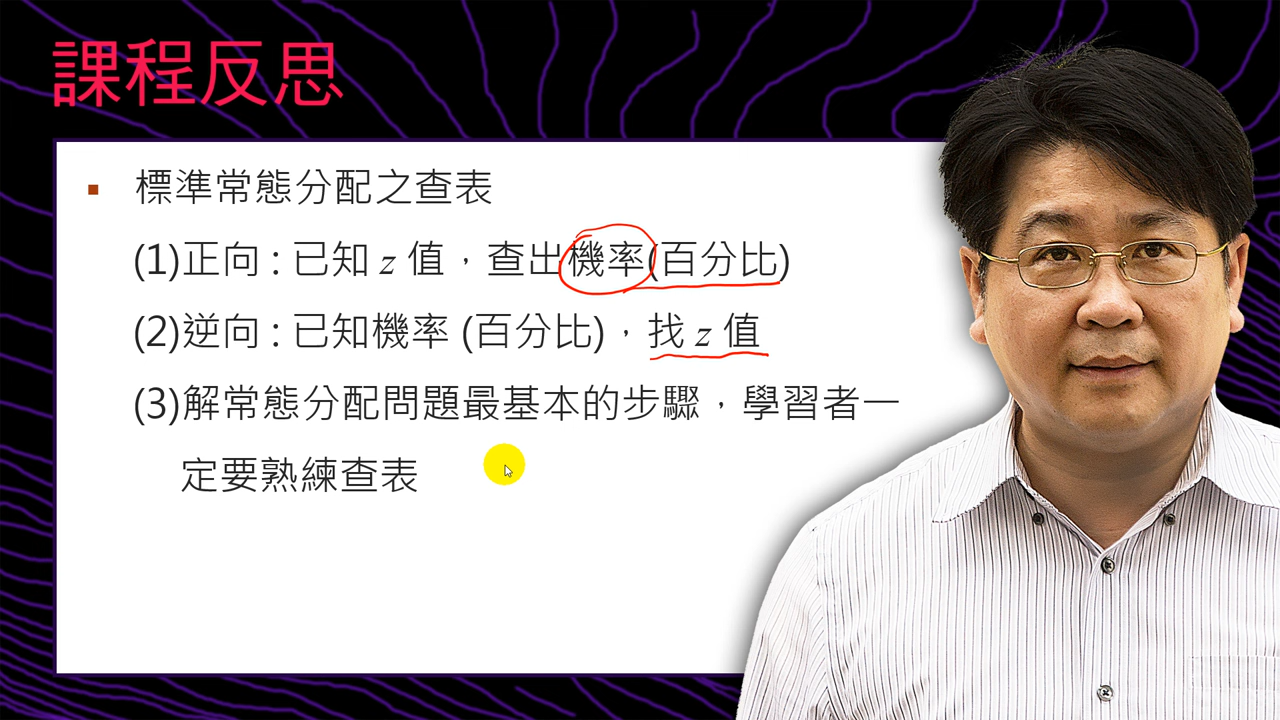 課程反思
▪ 標準常態分配之查表
(1)正向 : 已知 z 值，查出機率(百分比)
(2)逆向 : 已知機率 (百分比)，找 z 值
(3)解常態分配問題最基本的步驟，學習者一
定要熟練查表